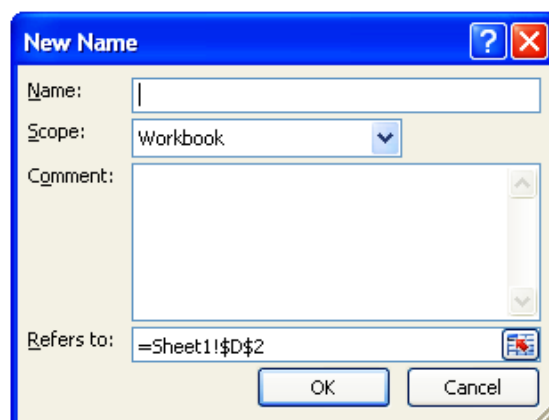 New Name
Name:
Scope: Workbook
Comment:
Refers to: =Sheet1!$D$2
OK Cancel